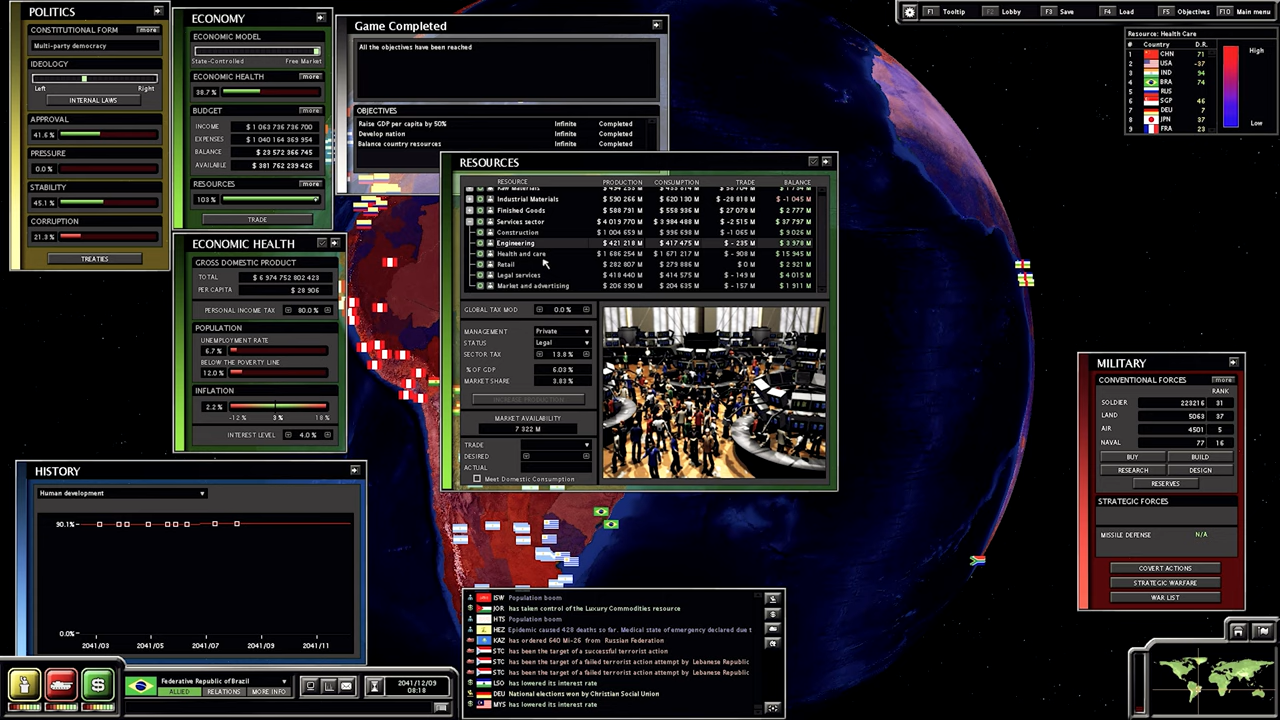 POLITICS
CONSTITUTIONAL FORM more
Multi-party democracy
IDEOLOGY
Left Right
INTERNAL LAWS
APPROVAL
41.6 %
PRESSURE
0.0 %
STABILITY
45.1 %
CORRUPTION
21.3 %
TREATIES
ECONOMY
ECONOMIC MODEL
State-Controlled Free Market
ECONOMIC HEALTH more
38.7 %
BUDGET more
INCOME $ 1 063 736 736 700
EXPENSES $ 1 040 164 363 954
BALANCE $ 23 572 366 745
AVAILABLE $ 381 762 239 426
RESOURCES more
103 %
TRADE
ECONOMIC HEALTH
GROSS DOMESTIC PRODUCT
TOTAL $ 6 974 752 802 423
PER CAPITA $ 28 906
PERSONAL INCOME TAX 80.0 %
POPULATION
UNEMPLOYMENT RATE
6.7 %
BELOW THE POVERTY LINE
12.0 %
INFLATION
2.2 %
-12 % 3 % 18 %
INTEREST LEVEL 4.0 %
Game Completed
All the objectives have been reached
OBJECTIVES
Raise GDP per capita by 50% Infinite Completed
Develop nation Infinite Completed
Balance country resources Infinite Completed
RESOURCES
RESOURCE PRODUCTION CONSUMPTION TRADE BALANCE
Raw Materials
Industrial Materials $ 590 266 M $ 620 130 M $ -28 818 M $ -1 045 M
Finished Goods $ 588 791 M $ 558 936 M $ 27 078 M $ 2 777 M
Services sector $ 4 019 770 M $ 3 984 488 M $ -2 515 M $ 37 797 M
Construction $ 1 004 659 M $ 996 698 M $ -1 065 M $ 9 026 M
Engineering $ 421 218 M $ 417 475 M $ - 235 M $ 3 978 M
Health and care $ 1 686 254 M $ 1 671 217 M $ - 908 M $ 15 945 M
Retail $ 282 807 M $ 279 886 M $ 0 M $ 2 921 M
Legal services $ 418 440 M $ 414 575 M $ - 149 M $ 4 015 M
Market and advertising $ 206 390 M $ 204 635 M $ - 157 M $ 1 911 M
GLOBAL TAX MOD 0.0 %
MANAGEMENT Private
STATUS Legal
SECTOR TAX 13.8 %
% OF GDP 6.03 %
MARKET SHARE 3.83 %
INCREASE PRODUCTION
MARKET AVAILABILITY
7 322 M
TRADE
DESIRED
ACTUAL
Meet Domestic Consumption
F1 Tooltip F2 Lobby F3 Save F4 Load F5 Objectives F10 Main menu
Resource: Health Care
# Country D.R.
1 CHN 71
2 USA -37
3 IND 94
4 BRA 74
5 RUS
6 SGP 46
7 DEU 7
8 JPN 37
9 FRA 23
High
Low
MILITARY
CONVENTIONAL FORCES more
RANK
SOLDIER 223216 31
LAND 5063 37
AIR 4501 5
NAVAL 77 16
BUY BUILD
RESEARCH DESIGN
RESERVES
STRATEGIC FORCES
MISSILE DEFENSE N/A
COVERT ACTIONS
STRATEGIC WARFARE
WAR LIST
HISTORY
Human development
90.1%
0.0%
2041/03 2041/05 2041/07 2041/09 2041/11
Federative Republic of Brazil
ALLIED RELATIONS MORE INFO
2041/12/09
08:18
ISW Population boom
JOR has taken control of the Luxury Commodities resource
HTS Population boom
HEZ Epidemic caused 428 deaths so far. Medical state of emergency declared due t
KAZ has ordered 640 Mi-26 from Russian Federation
STC has been the target of a successful terrorist action
STC has been the target of a failed terrorist action attempt by Lebanese Republic
STC has been the target of a failed terrorist action attempt by Lebanese Republic
LSO has lowered its interest rate
DEU National elections won by Christian Social Union
MYS has lowered its interest rate